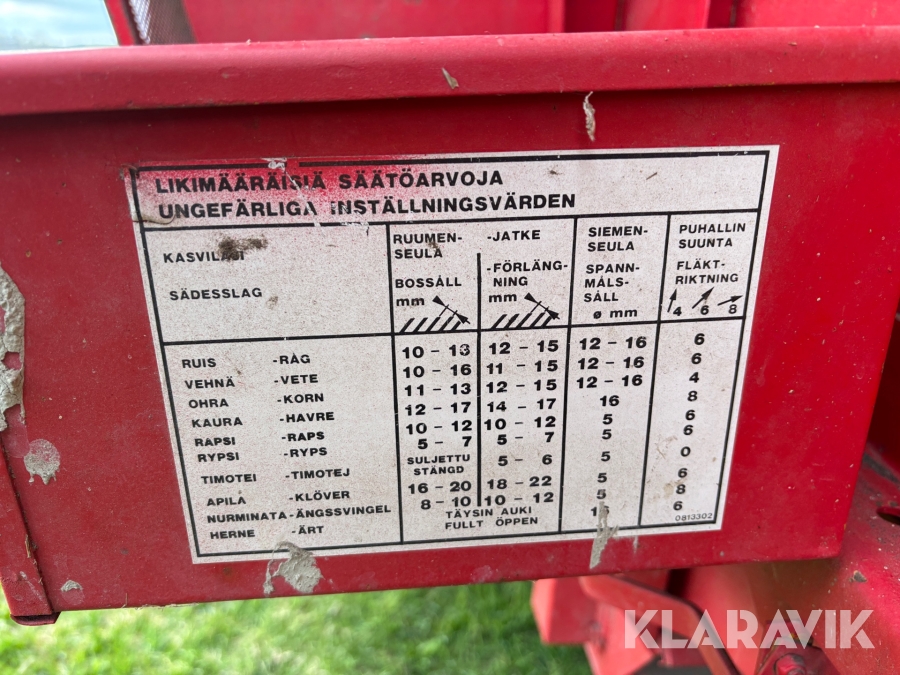 LIKIMÄÄRÄISIÄ SÄÄTÖARVOJA
UNGEFÄRLIGA INSTÄLLNINGSVÄRDEN
KASVILAJI
SÄDESSLAG
RUUMEN-
SEULA
BOSSÅLL
mm
-JATKE
-FÖRLÄNG-
NING
mm
SIEMEN-
SEULA
SPANN-
MÅLS-
SÅLL
ø mm
PUHALLIN
SUUNTA
FLÄKT-
RIKTNING
4 6 8
RUIS -RÅG 10 - 13 12 - 15 12 - 16 6
VEHNÄ -VETE 10 - 16 11 - 15 12 - 16 6
OHRA -KORN 11 - 13 12 - 15 12 - 16 4
KAURA -HAVRE 12 - 17 14 - 17 16 8
RAPSI -RAPS 10 - 12 10 - 12 5 6
RYPSI -RYPS 5 - 7 5 - 7 5 6
TIMOTEI -TIMOTEJ SULJETTU
STÄNGD 5 - 6 5 0
APILA -KLÖVER 16 - 20 18 - 22 5 6
NURMINATA -ÄNGSSVINGEL 8 - 10 10 - 12 5 8
HERNE -ÄRT TÄYSIN AUKI
FULLT ÖPPEN 6
0813302
KLARAVIK